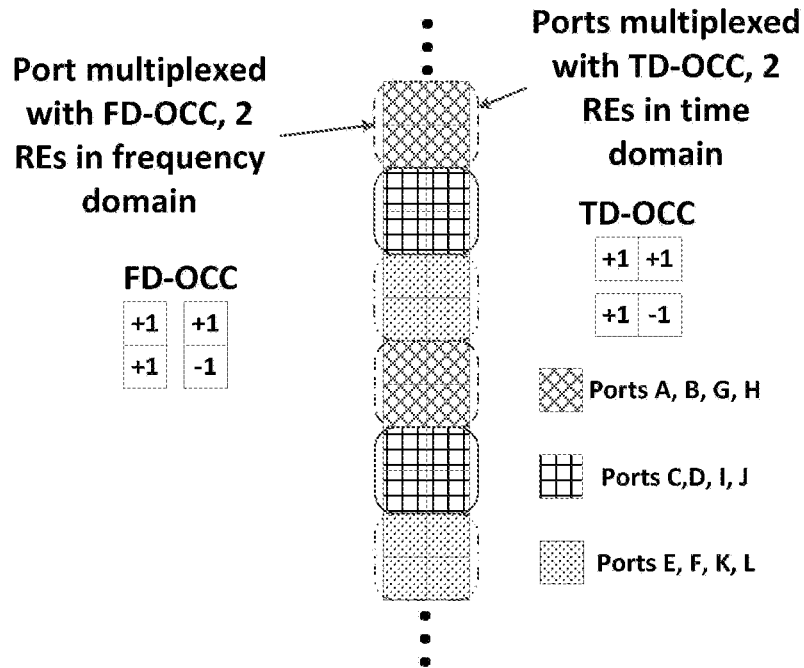 Port multiplexed
with FD-OCC, 2
REs in frequency
domain
Ports multiplexed
with TD-OCC, 2
REs in time
domain
FD-OCC
+1 +1
+1 -1
TD-OCC
+1 +1
+1 -1
Ports A, B, G, H
Ports C,D, I, J
Ports E, F, K, L